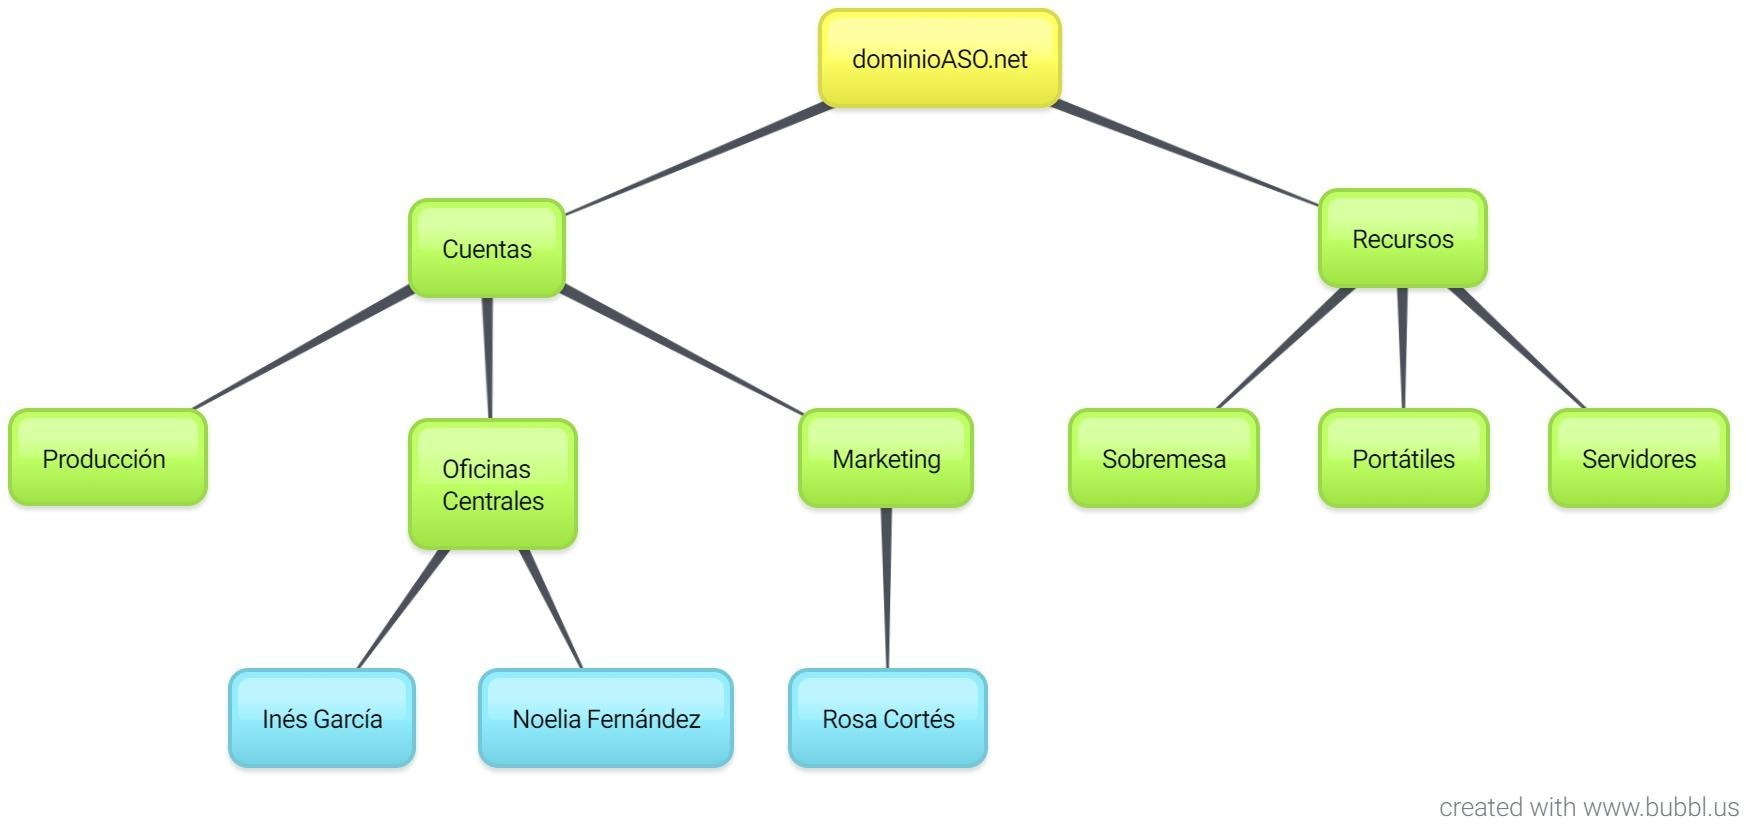 dominioASO.net
Cuentas
Recursos
Producción
Oficinas
Centrales
Marketing
Sobremesa
Portátiles
Servidores
Inés García
Noelia Fernández
Rosa Cortés
created with www.bubbl.us